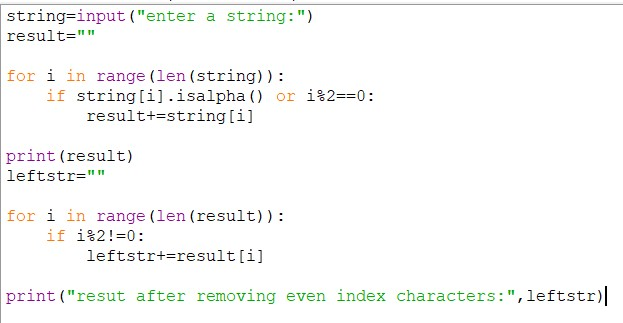 string=input("enter a string:")
result=""
for i in range(len(string)):
    if string[i].isalpha() or i%2==0:
        result+=string[i]
print(result)
leftstr=""
for i in range(len(result)):
    if i%2!=0:
        leftstr+=result[i]
print("resut after removing even index characters:",leftstr)